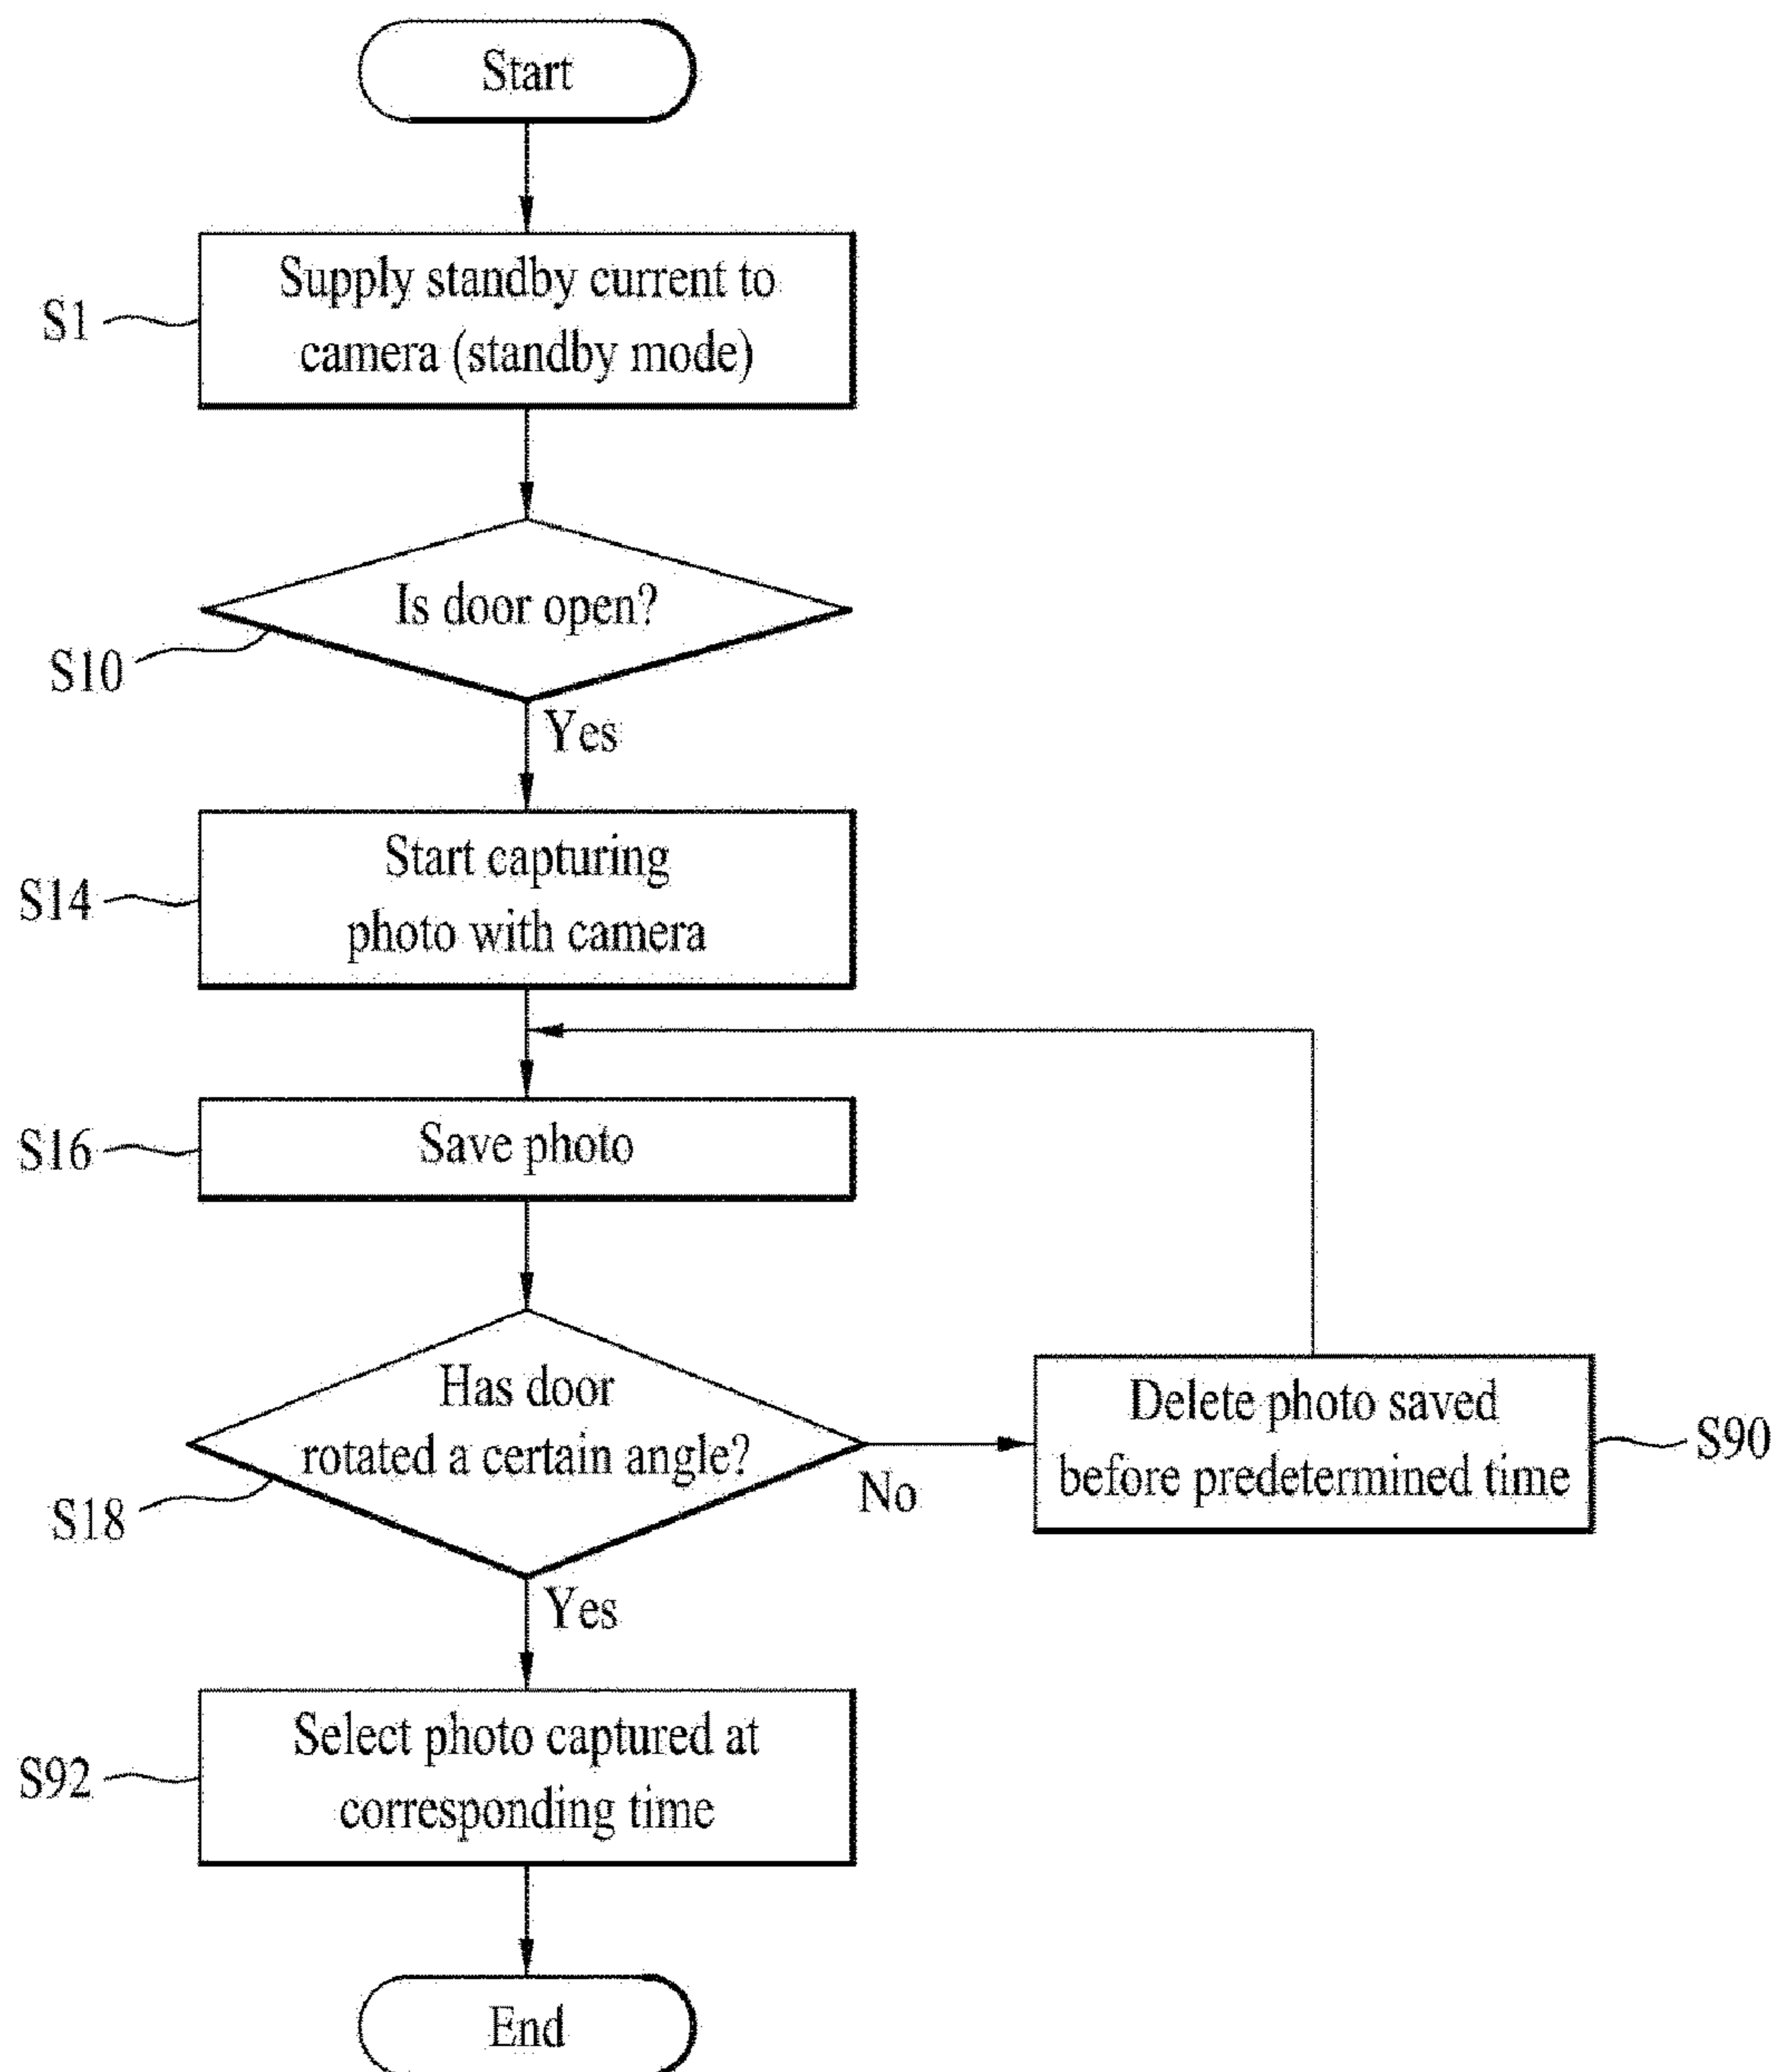 Start
S1
Supply standby current to
camera (standby mode)
Is door open?
S10
Yes
S14
Start capturing
photo with camera
S16
Save photo
Has door
rotated a certain angle?
S18
No
Delete photo saved
before predetermined time
S90
Yes
S92
Select photo captured at
corresponding time
End